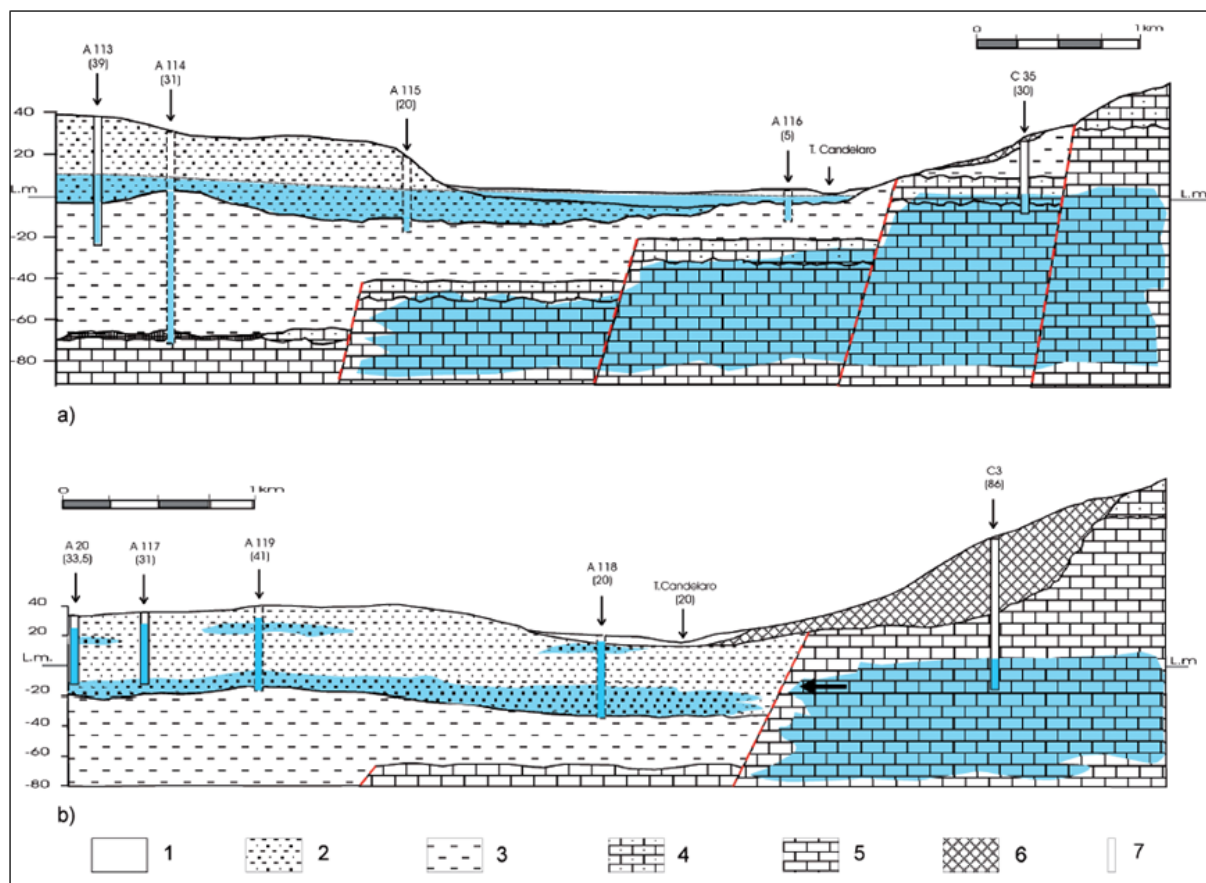 0 1 km
A 113 A 114 A 115 A 116 T. Candelaro C 35
(39) (31) (20) (5) (30)
40
20
L.m L.m
-20
-40
-60
-80
a)
0 1 km
C3
(86)
A 20 A 117 A 119 A 118 T.Candelaro
(33,5) (31) (41) (20) (20)
40
20
L.m. L.m
-20
-40
-60
-80
b)
1 2 3 4 5 6 7